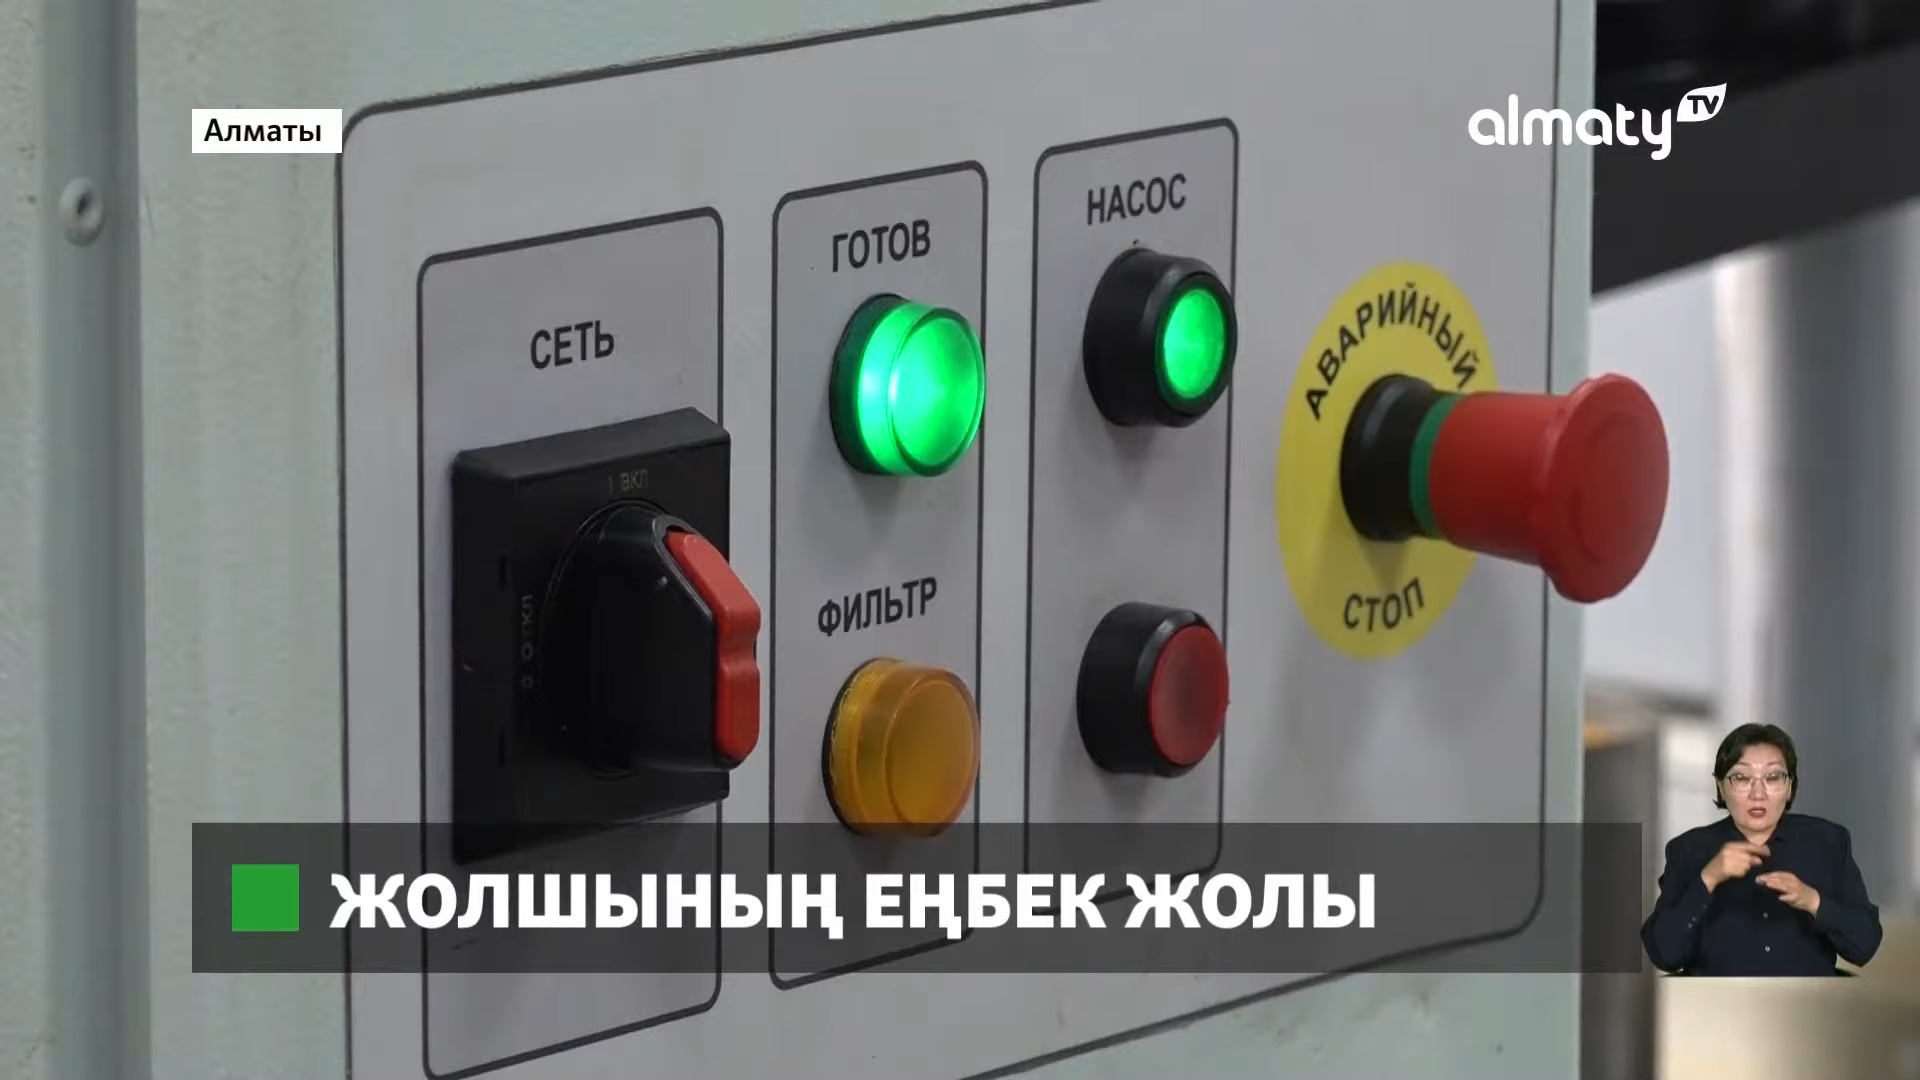 Алматы
almaty TV
СЕТЬ
ГОТОВ
НАСОС
АВАРИЙНЫЙ
СТОП
I ВКЛ
0 ОТКЛ
ФИЛЬТР
ЖОЛШЫНЫҢ ЕҢБЕК ЖОЛЫ